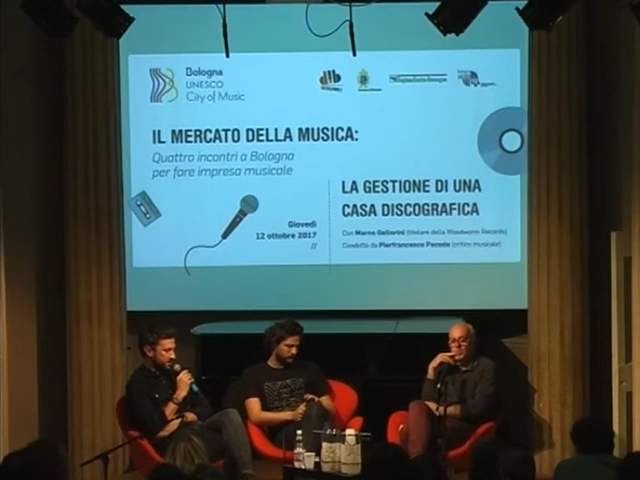 Bologna
UNESCO
City of Music
IL MERCATO DELLA MUSICA:
Quattro incontri a Bologna
per fare impresa musicale
LA GESTIONE DI UNA
CASA DISCOGRAFICA
Giovedì
12 ottobre 2017
//
Con Marco Gallorini (titolare della Woodworm Records)
Condotto da Pierfrancesco Pacoda (critico musicale)